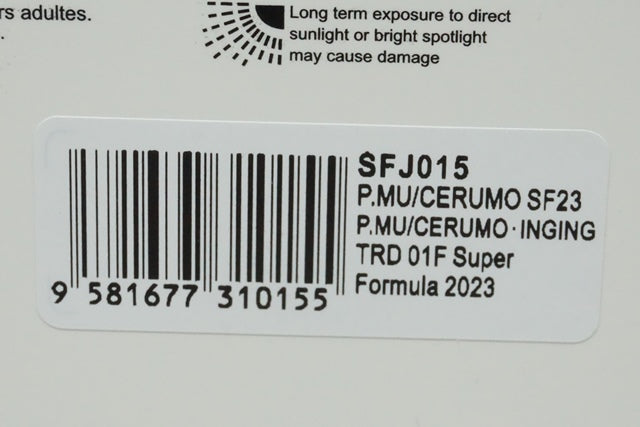 rs adultes.
.
Long term exposure to direct
sunlight or bright spotlight
may cause damage
SFJ015
P.MU/CERUMO SF23
P.MU/CERUMO·INGING
TRD 01F Super
Formula 2023
9 581677 310155